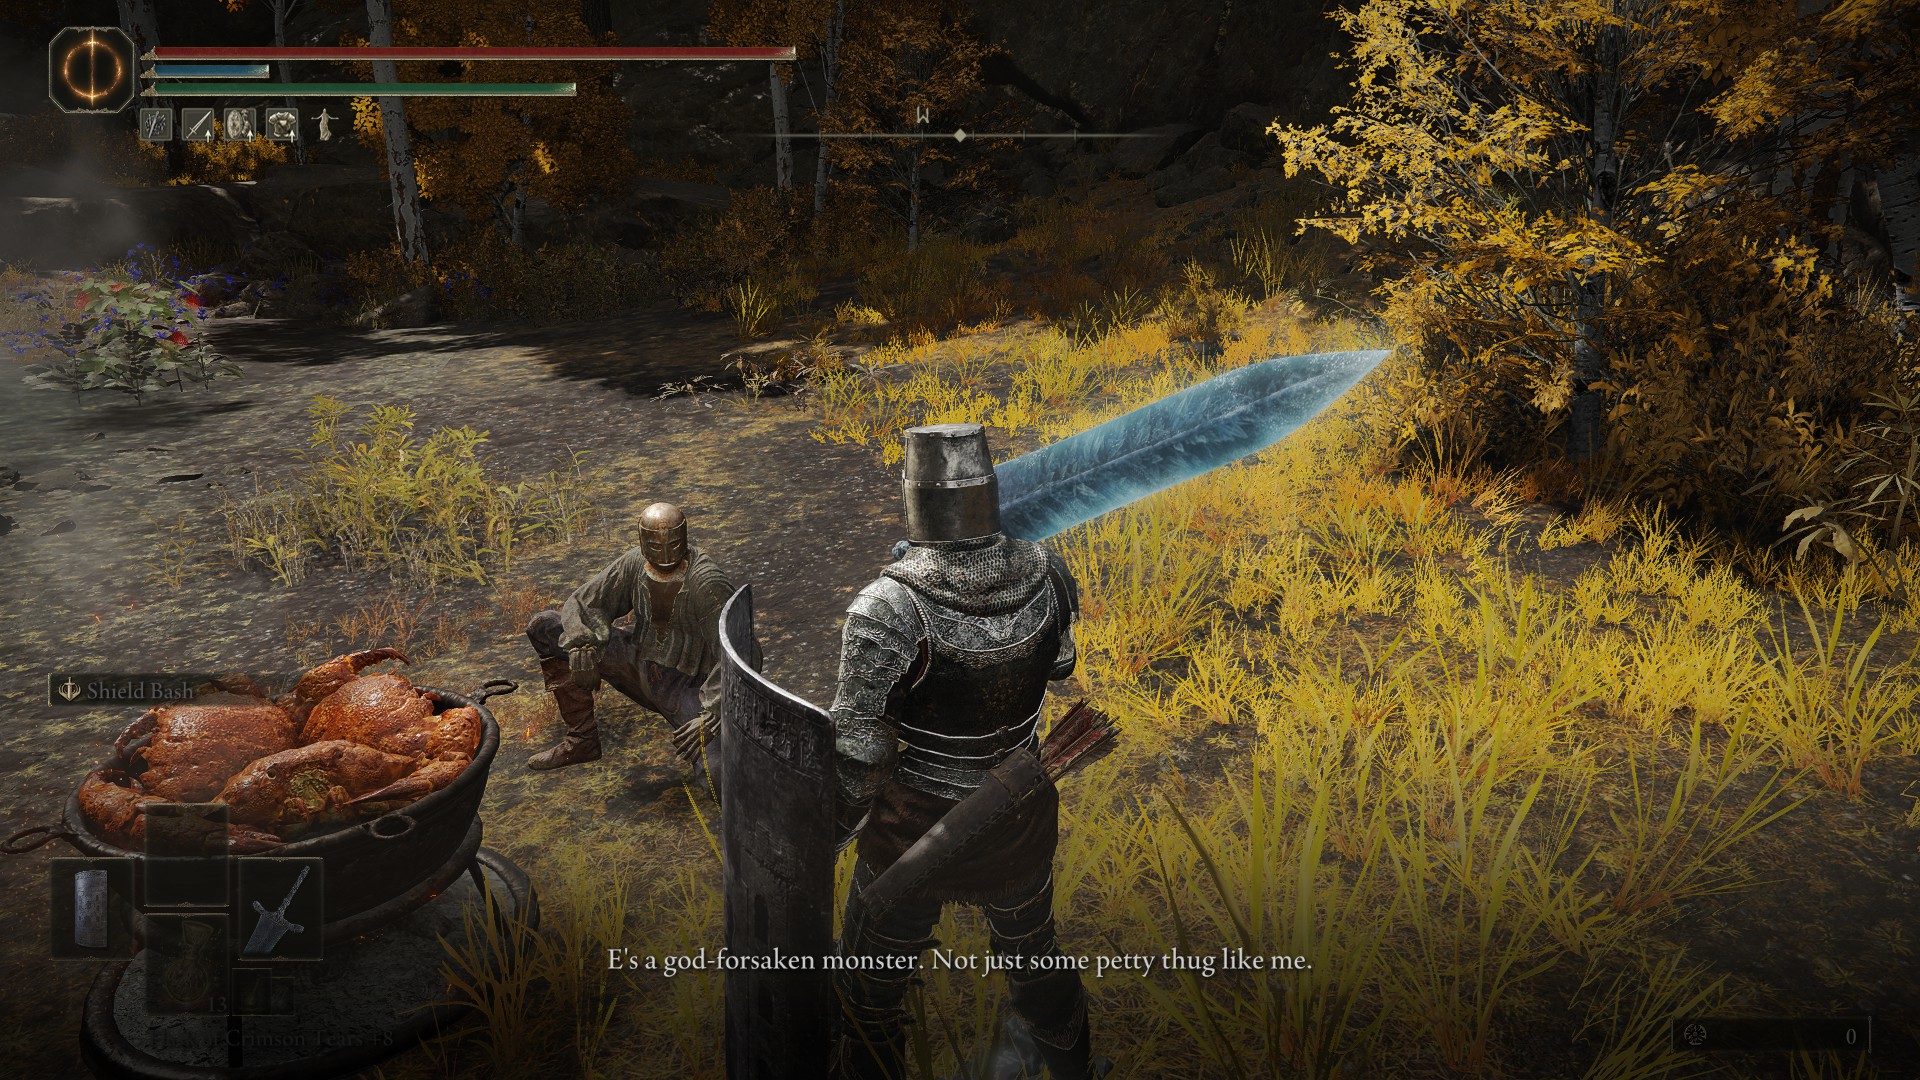 W
Shield Bash
E's a god-forsaken monster. Not just some petty thug like me.
13
Flask of Crimson Tears +8
0